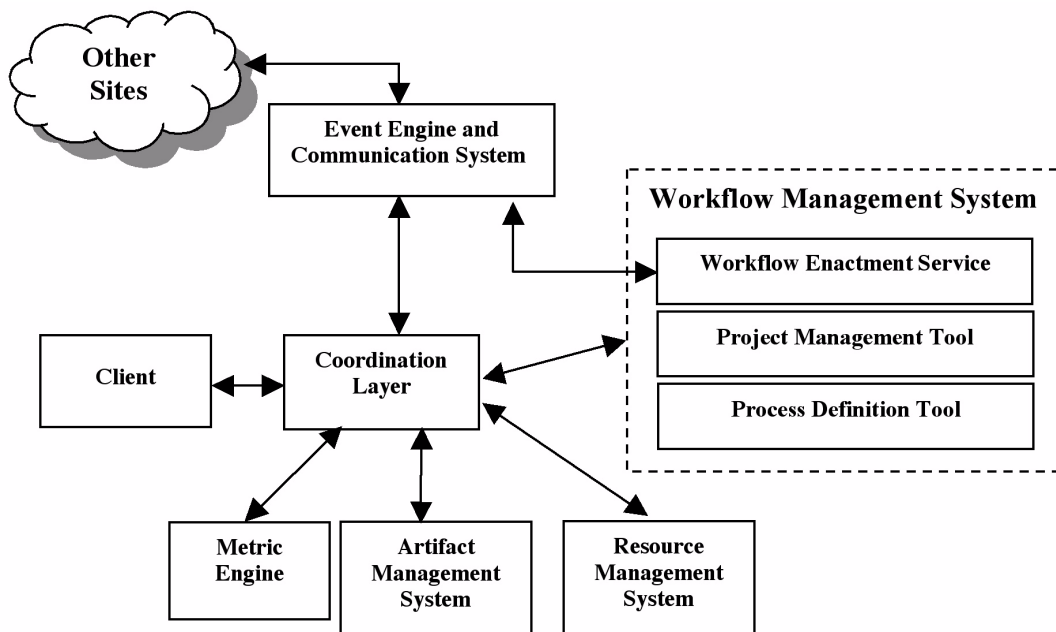 Other
Sites
Event Engine and
Communication System
Workflow Management System
Workflow Enactment Service
Project Management Tool
Process Definition Tool
Client
Coordination
Layer
Metric
Engine
Artifact
Management
System
Resource
Management
System